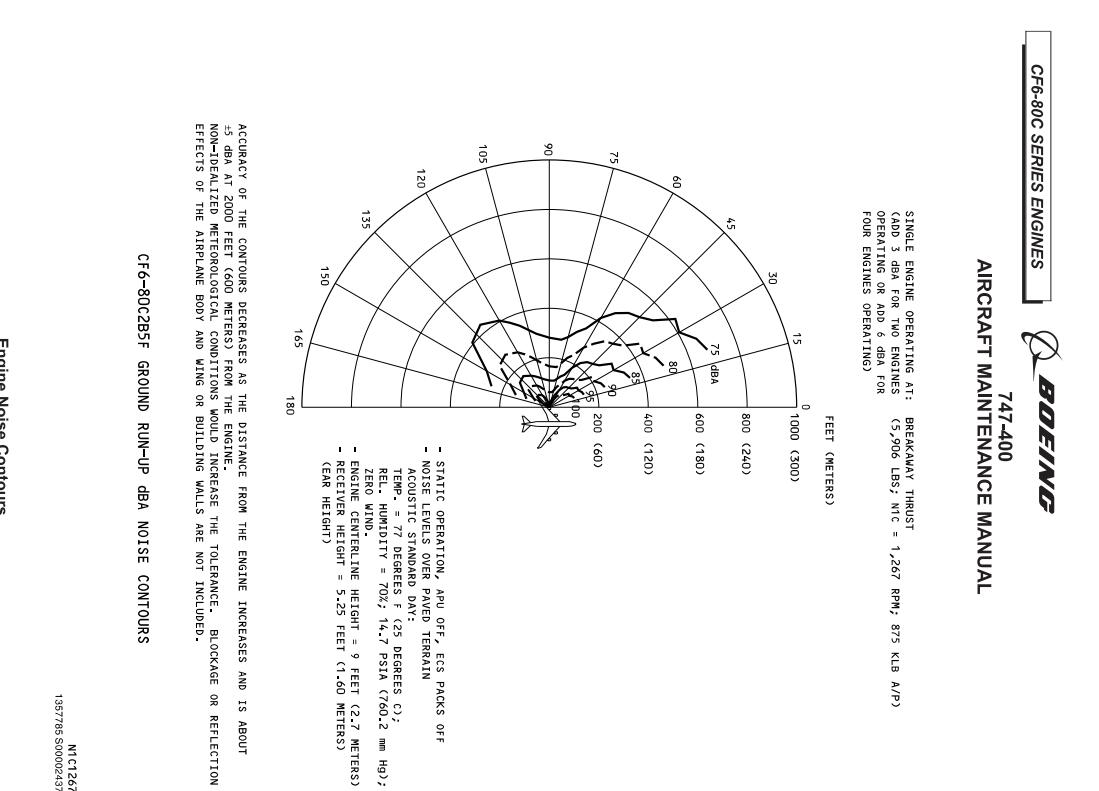 CF6-80C SERIES ENGINES
BOEING
747-400
AIRCRAFT MAINTENANCE MANUAL
SINGLE ENGINE OPERATING AT: BREAKAWAY THRUST
(ADD 3 dBA FOR TWO ENGINES (5,906 LBS; N1C = 1,267 RPM; 875 KLB A/P)
OPERATING OR ADD 6 dBA FOR
FOUR ENGINES OPERATING)
FEET (METERS)
0
15
1000 (300)
30
800 (240)
45
75 dBA
600 (180)
60
80
400 (120)
85
75
90
200 (60)
95
100
90
105
120
135
150
165
180
- STATIC OPERATION, APU OFF, ECS PACKS OFF
- NOISE LEVELS OVER PAVED TERRAIN
ACOUSTIC STANDARD DAY:
TEMP. = 77 DEGREES F (25 DEGREES C);
REL. HUMIDITY = 70%; 14.7 PSIA (760.2 mm Hg);
ZERO WIND.
- ENGINE CENTERLINE HEIGHT = 9 FEET (2.7 METERS)
- RECEIVER HEIGHT = 5.25 FEET (1.60 METERS)
(EAR HEIGHT)
ACCURACY OF THE CONTOURS DECREASES AS THE DISTANCE FROM THE ENGINE INCREASES AND IS ABOUT
±5 dBA AT 2000 FEET (600 METERS) FROM THE ENGINE.
NON-IDEALIZED METEOROLOGICAL CONDITIONS WOULD INCREASE THE TOLERANCE. BLOCKAGE OR REFLECTION
EFFECTS OF THE AIRPLANE BODY AND WING OR BUILDING WALLS ARE NOT INCLUDED.
CF6-80C2B5F GROUND RUN-UP dBA NOISE CONTOURS
N1C1267
1357785 S00002437
Engine Noise Contours